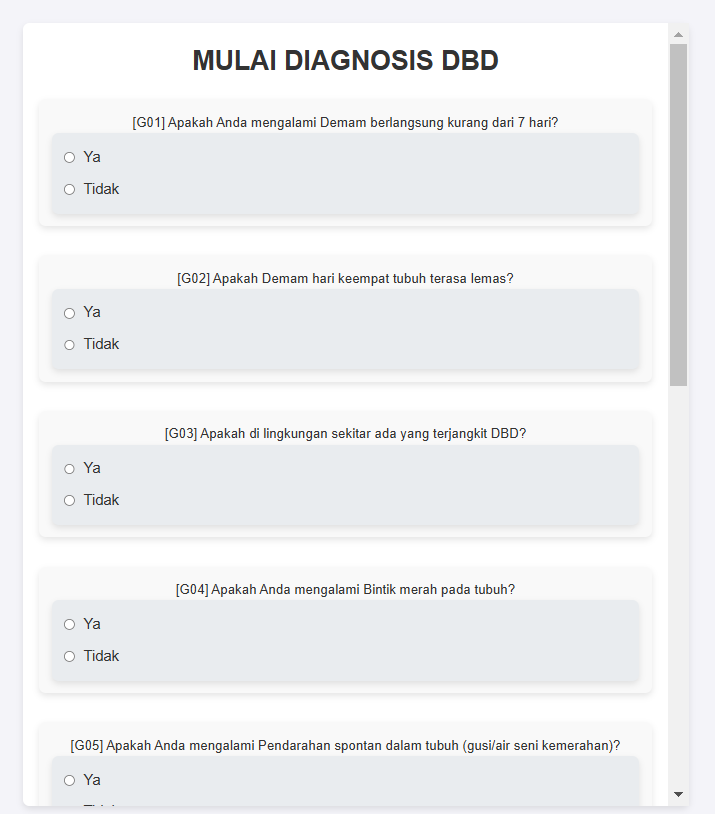 MULAI DIAGNOSIS DBD
[G01] Apakah Anda mengalami Demam berlangsung kurang dari 7 hari?
Ya
Tidak
[G02] Apakah Demam hari keempat tubuh terasa lemas?
Ya
Tidak
[G03] Apakah di lingkungan sekitar ada yang terjangkit DBD?
Ya
Tidak
[G04] Apakah Anda mengalami Bintik merah pada tubuh?
Ya
Tidak
[G05] Apakah Anda mengalami Pendarahan spontan dalam tubuh (gusi/air seni kemerahan)?
Ya